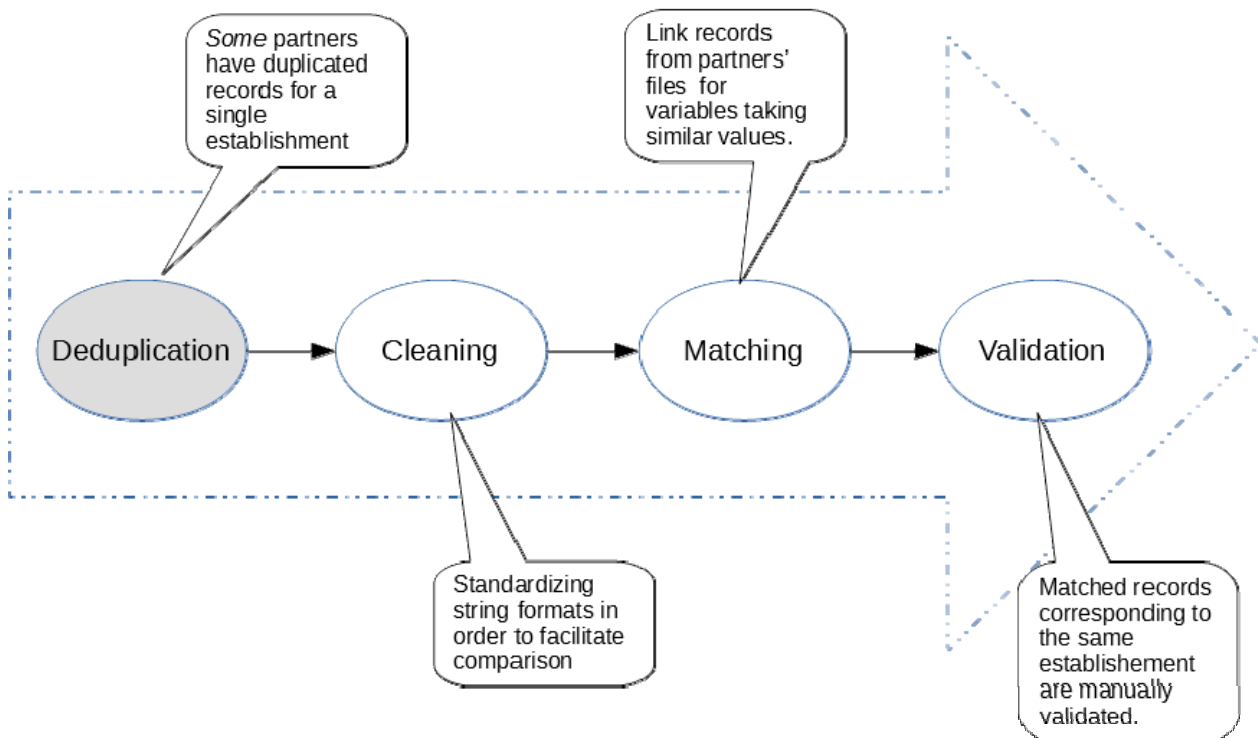 Some partners
have duplicated
records for a
single
establishment
Link records
from partners'
files for
variables taking
similar values.
Deduplication
Cleaning
Matching
Validation
Standardizing
string formats in
order to facilitate
comparison
Matched records
corresponding to
the same
establishement
are manually
validated.